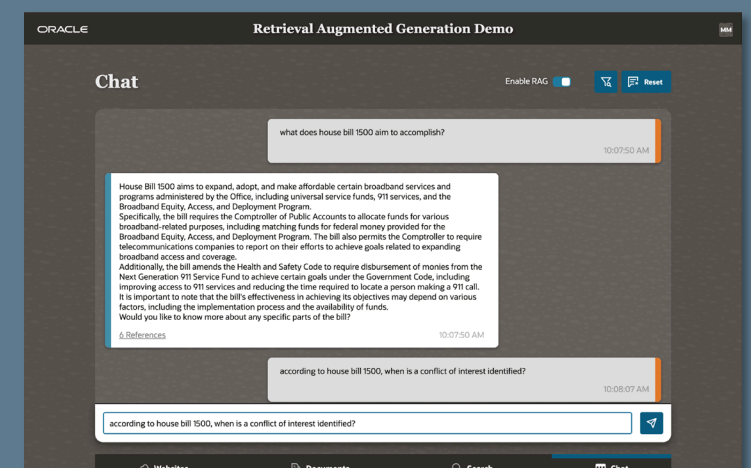 ORACLE
Retrieval Augmented Generation Demo
MM
Chat
Enable RAG
Reset
what does house bill 1500 aim to accomplish?
10:07:50 AM
House Bill 1500 aims to expand, adopt, and make affordable certain broadband services and
programs administered by the Office, including universal service funds, 911 services, and the
Broadband Equity, Access, and Deployment Program.
Specifically, the bill requires the Comptroller of Public Accounts to allocate funds for various
broadband-related purposes, including matching funds for federal money provided for the
Broadband Equity, Access, and Deployment Program. The bill also permits the Comptroller to require
telecommunications companies to report on their efforts to achieve goals related to expanding
broadband access and coverage.
Additionally, the bill amends the Health and Safety Code to require disbursement of monies from the
Next Generation 911 Service Fund to achieve certain goals under the Government Code, including
improving access to 911 services and reducing the time required to locate a person making a 911 call.
It is important to note that the bill's effectiveness in achieving its objectives may depend on various
factors, including the implementation process and the availability of funds.
Would you like to know more about any specific parts of the bill?
6 References
10:07:50 AM
according to house bill 1500, when is a conflict of interest identified?
10:08:07 AM
according to house bill 1500, when is a conflict of interest identified?
Websites
Documents
Search
Chat